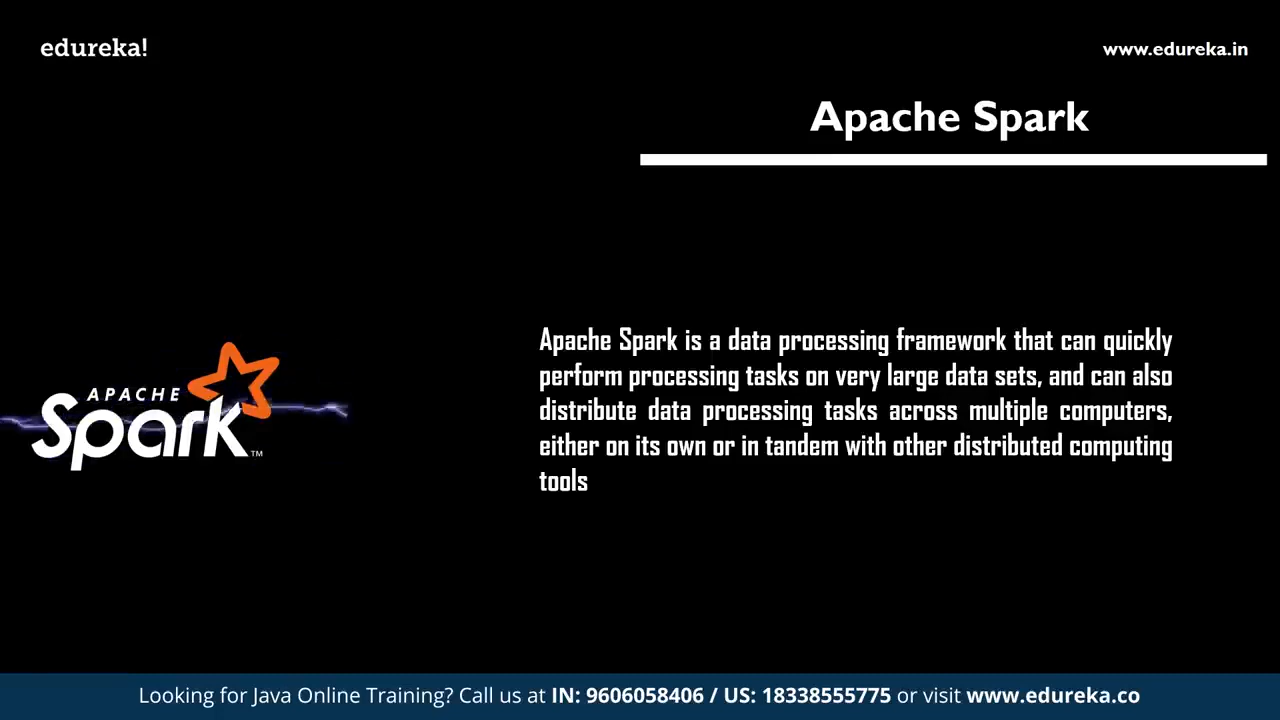 edureka!
www.edureka.in
Apache Spark
Apache Spark is a data processing framework that can quickly
perform processing tasks on very large data sets, and can also
distribute data processing tasks across multiple computers,
either on its own or in tandem with other distributed computing
tools
APACHE
Spark™
Looking for Java Online Training? Call us at IN: 9606058406 / US: 18338555775 or visit www.edureka.co